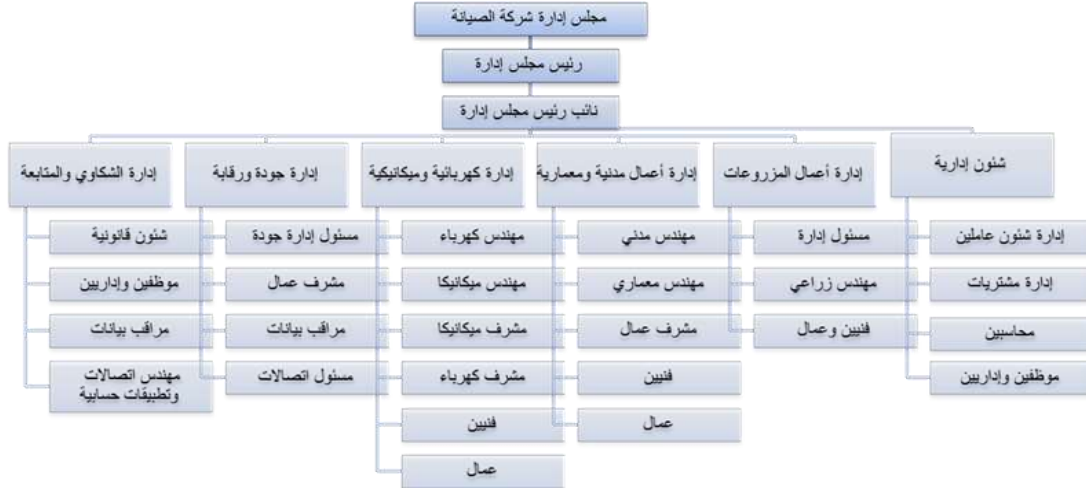 مجلس إدارة شركة الصيانة
رئيس مجلس إدارة
نائب رئيس مجلس إدارة
شئون إدارية
إدارة شئون عاملين
إدارة مشتريات
محاسبين
موظفين وإداريين
إدارة أعمال المزروعات
مسئول إدارة
مهندس زراعي
فنيين وعمال
إدارة أعمال مدنية ومعمارية
مهندس مدني
مهندس معماري
مشرف عمال
فنيين
عمال
إدارة كهربائية وميكانيكية
مهندس كهرباء
مهندس ميكانيكا
مشرف ميكانيكا
مشرف كهرباء
فنيين
عمال
إدارة جودة ورقابة
مسئول إدارة جودة
مشرف عمال
مراقب بيانات
مسئول اتصالات
إدارة الشكاوي والمتابعة
شئون قانونية
موظفين وإداريين
مراقب بيانات
مهندس اتصالات
وتطبيقات حسابية